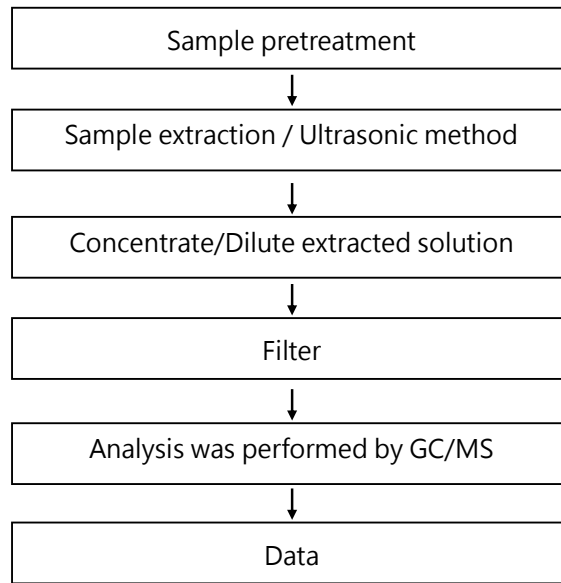 Sample pretreatment
Sample extraction / Ultrasonic method
Concentrate/Dilute extracted solution
Filter
Analysis was performed by GC/MS
Data